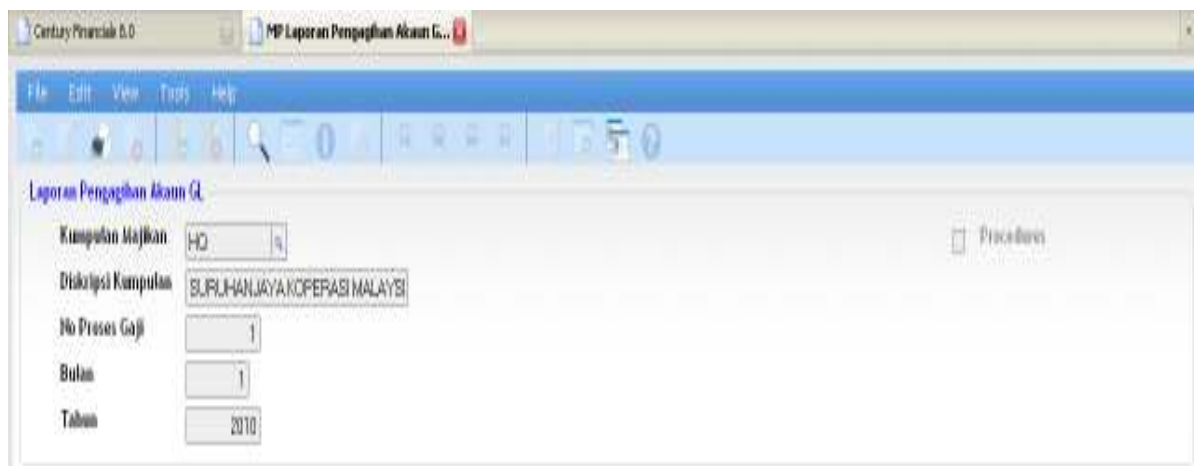 Century Financials 8.0 MP Laporan Pengagihan Akaun G...
File Edit View Tools Help
Laporan Pengagihan Akaun GL
Kumpulan Majikan HQ Procedures
Diskripsi Kumpulan SURUHANJAYA KOPERASI MALAYSI
No Proses Gaji 1
Bulan 1
Tahun 2010